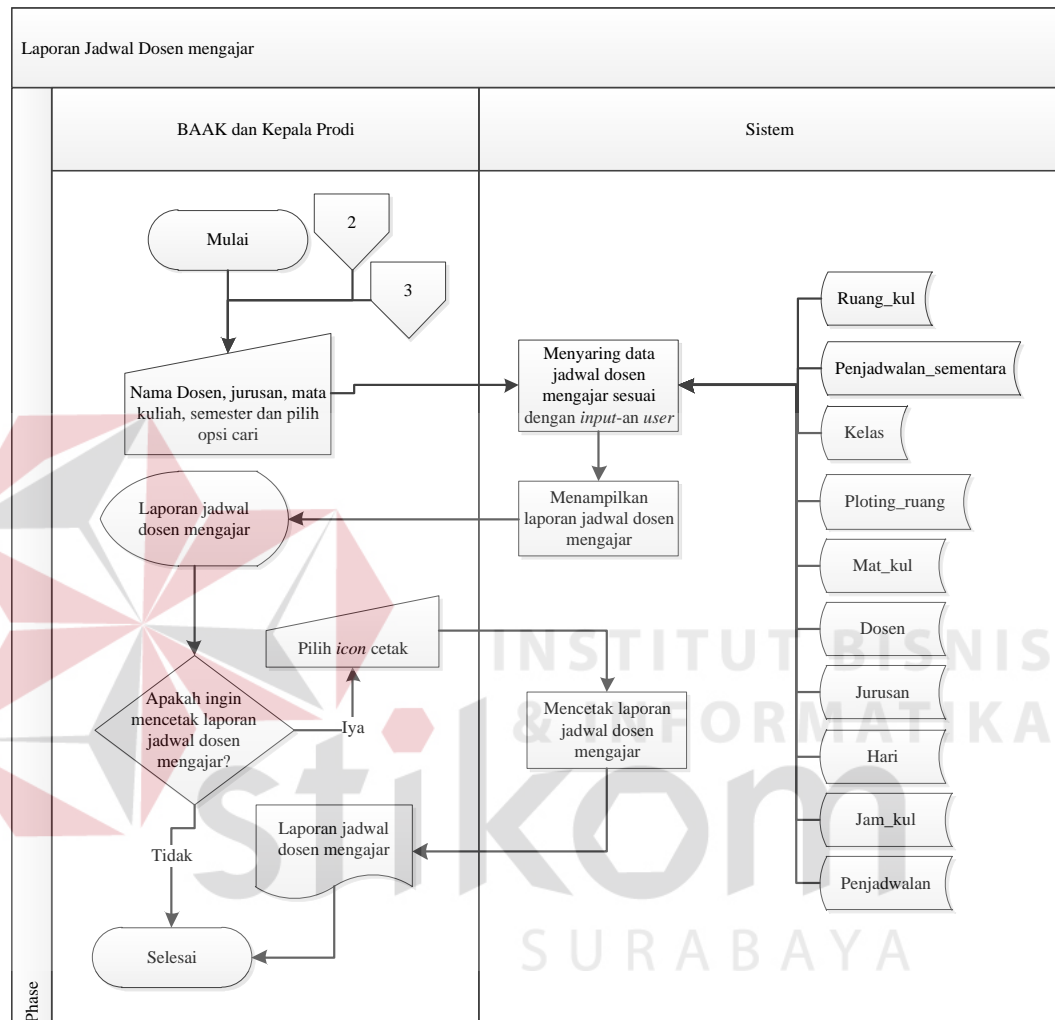 Laporan Jadwal Dosen mengajar
BAAK dan Kepala Prodi
Sistem
Mulai
2
3
Nama Dosen, jurusan, mata
kuliah, semester dan pilih
opsi cari
Menyaring data
jadwal dosen
mengajar sesuai
dengan input-an user
Ruang_kul
Penjadwalan_sementara
Kelas
Ploting_ruang
Mat_kul
Dosen
Jurusan
Hari
Jam_kul
Penjadwalan
Menampilkan
laporan jadwal dosen
mengajar
Laporan jadwal
dosen mengajar
Apakah ingin
mencetak laporan
jadwal dosen
mengajar?
Iya
Tidak
Pilih icon cetak
Mencetak laporan
jadwal dosen
mengajar
Laporan jadwal
dosen mengajar
Selesai
Phase
INSTITUT BISNIS
& INFORMATIKA
stikom
SURABAYA